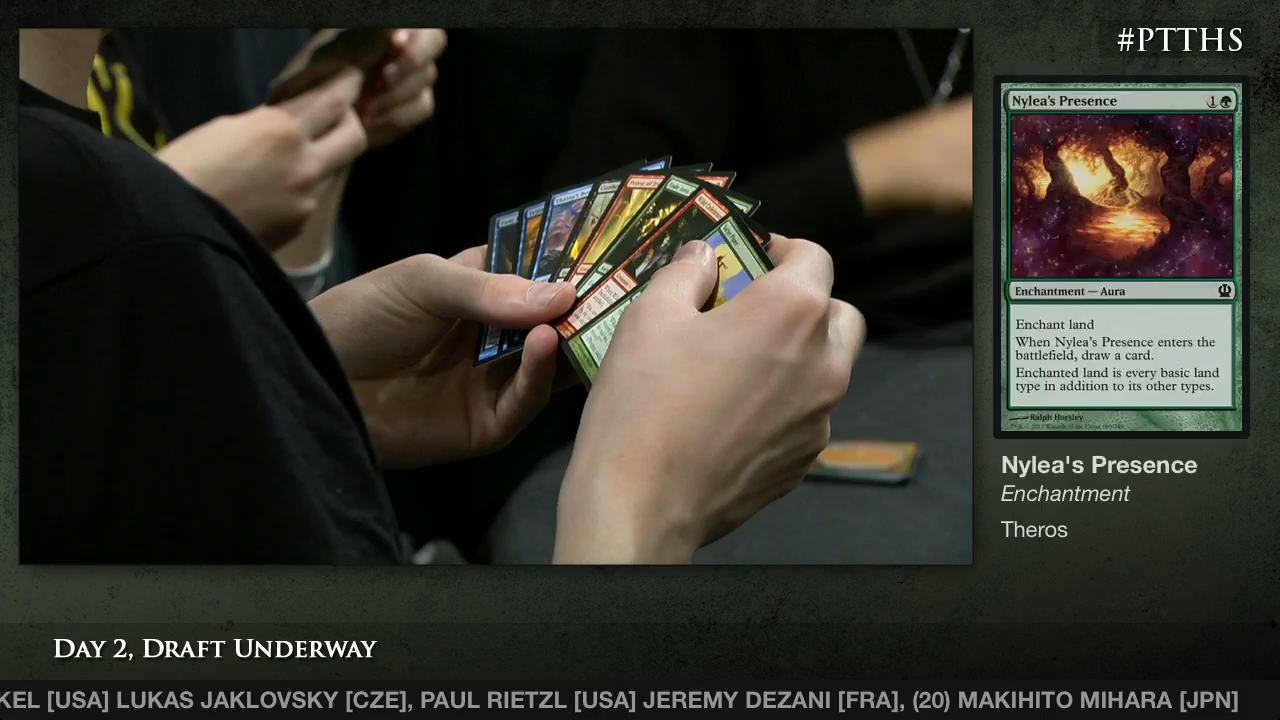 #PTTHS
Nylea's Presence 1
Enchantment — Aura
Enchant land
When Nylea's Presence enters the
battlefield, draw a card.
Enchanted land is every basic land
type in addition to its other types.
Ralph Horsley
Nylea's Presence
Enchantment
Theros
Day 2, Draft Underway
KEL [USA] LUKAS JAKLOVSKY [CZE], PAUL RIETZL [USA] JEREMY DEZANI [FRA], (20) MAKIHITO MIHARA [JPN]